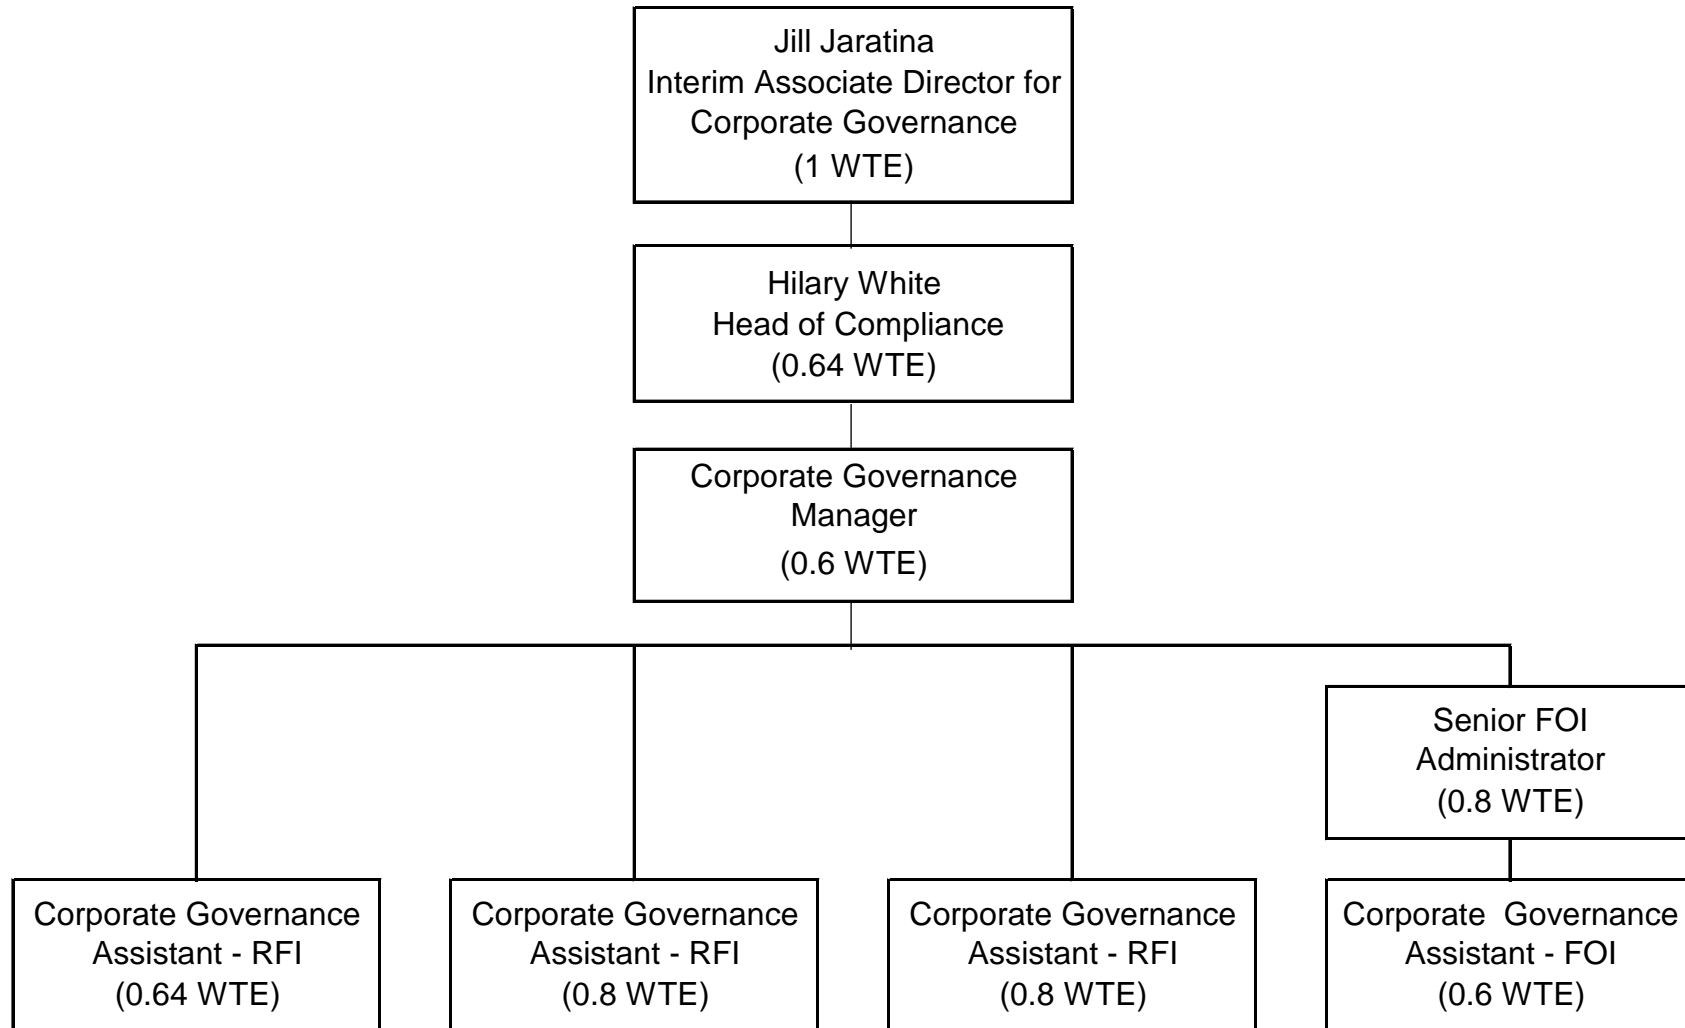 Jill Jaratina
Interim Associate Director for
Corporate Governance
(1 WTE)
Hilary White
Head of Compliance
(0.64 WTE)
Corporate Governance
Manager
(0.6 WTE)
Senior FOI
Administrator
(0.8 WTE)
Corporate Governance
Assistant - RFI
(0.64 WTE)
Corporate Governance
Assistant - RFI
(0.8 WTE)
Corporate Governance
Assistant - RFI
(0.8 WTE)
Corporate Governance
Assistant - FOI
(0.6 WTE)